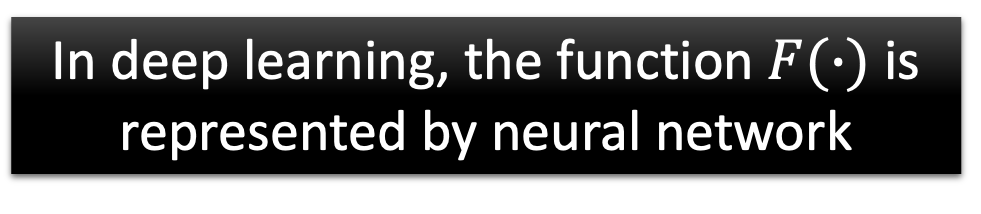 In deep learning, the function F(·) is
represented by neural network